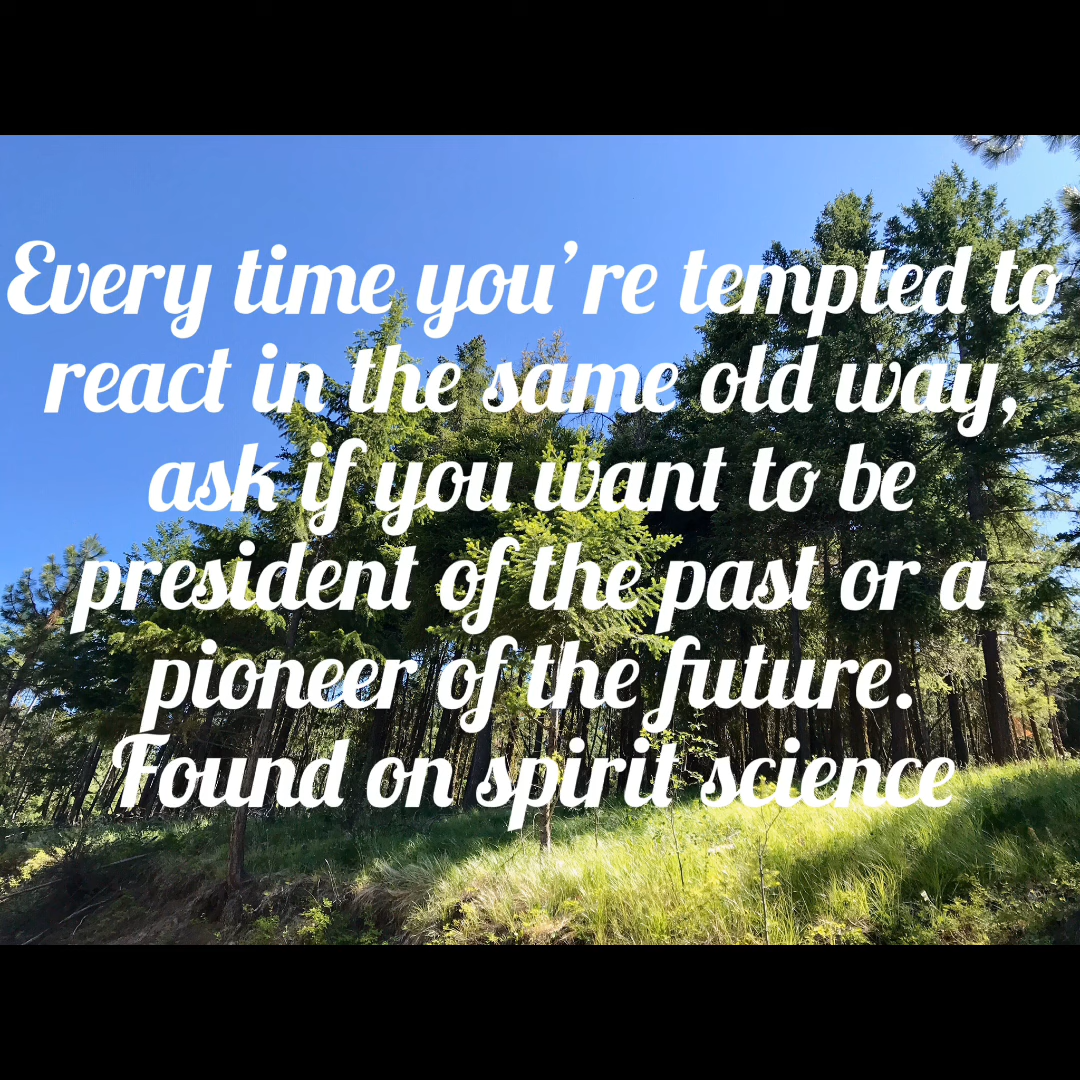 Every time you're tempted to
react in the same old way,
ask if you want to be
president of the past or a
pioneer of the future.
Found on spirit science